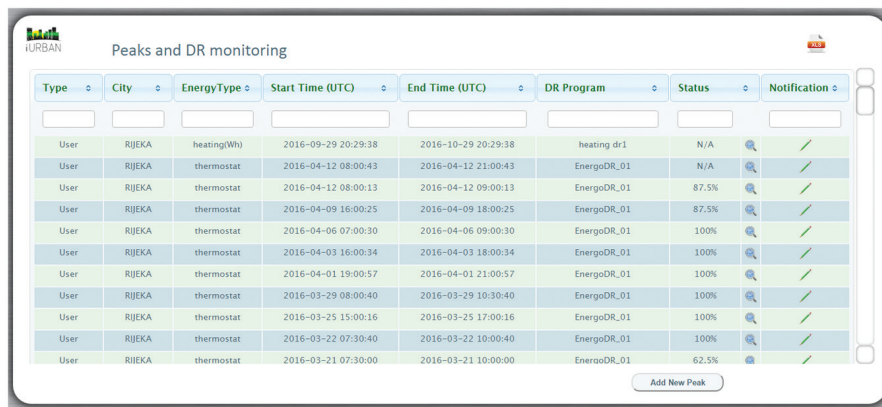 iURBAN
Peaks and DR monitoring
XLS
Type City EnergyType Start Time (UTC) End Time (UTC) DR Program Status Notification
User RIJEKA heating(Wh) 2016-09-29 20:29:38 2016-10-29 20:29:38 heating dr1 N/A
User RIJEKA thermostat 2016-04-12 08:00:43 2016-04-12 21:00:43 EnergoDR_01 N/A
User RIJEKA thermostat 2016-04-12 08:00:13 2016-04-12 09:00:13 EnergoDR_01 87.5%
User RIJEKA thermostat 2016-04-09 16:00:25 2016-04-09 18:00:25 EnergoDR_01 87.5%
User RIJEKA thermostat 2016-04-06 07:00:30 2016-04-06 09:00:30 EnergoDR_01 100%
User RIJEKA thermostat 2016-04-03 16:00:34 2016-04-03 18:00:34 EnergoDR_01 100%
User RIJEKA thermostat 2016-04-01 19:00:57 2016-04-01 21:00:57 EnergoDR_01 100%
User RIJEKA thermostat 2016-03-29 08:00:40 2016-03-29 10:30:40 EnergoDR_01 100%
User RIJEKA thermostat 2016-03-25 15:00:16 2016-03-25 17:00:16 EnergoDR_01 100%
User RIJEKA thermostat 2016-03-22 07:30:40 2016-03-22 10:00:40 EnergoDR_01 100%
User RIJEKA thermostat 2016-03-21 07:30:00 2016-03-21 10:00:00 EnergoDR_01 62.5%
Add New Peak